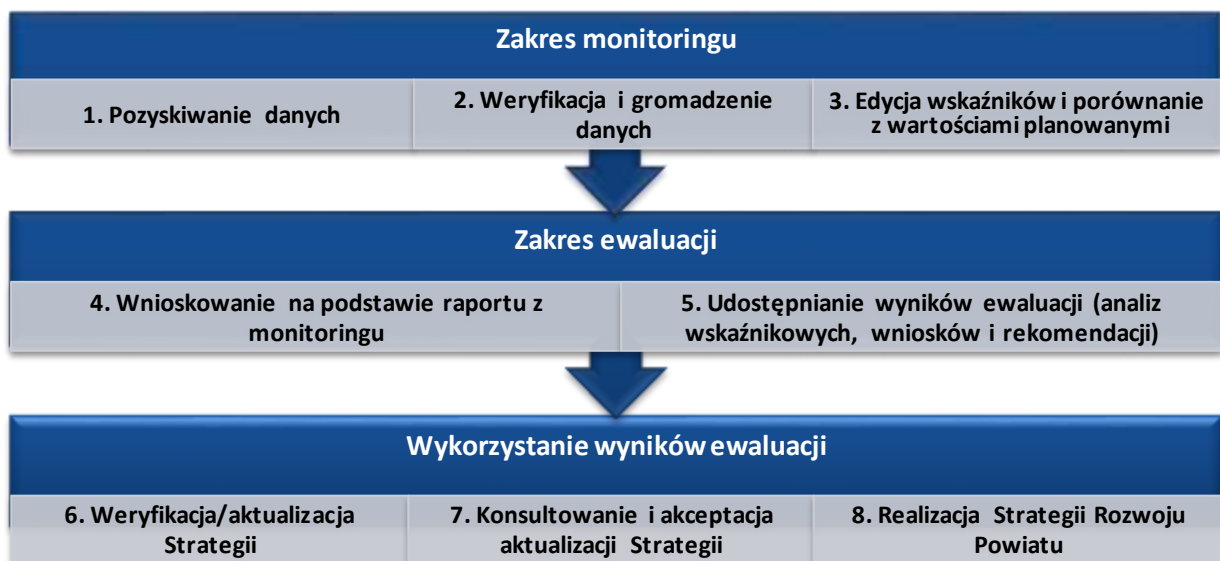 Zakres monitoringu
1. Pozyskiwanie danych
2. Weryfikacja i gromadzenie
danych
3. Edycja wskaźników i porównanie
z wartościami planowanymi
Zakres ewaluacji
4. Wnioskowanie na podstawie raportu z
monitoringu
5. Udostępnianie wyników ewaluacji (analiz
wskaźnikowych, wniosków i rekomendacji)
Wykorzystanie wyników ewaluacji
6. Weryfikacja/aktualizacja
Strategii
7. Konsultowanie i akceptacja
aktualizacji Strategii
8. Realizacja Strategii Rozwoju
Powiatu